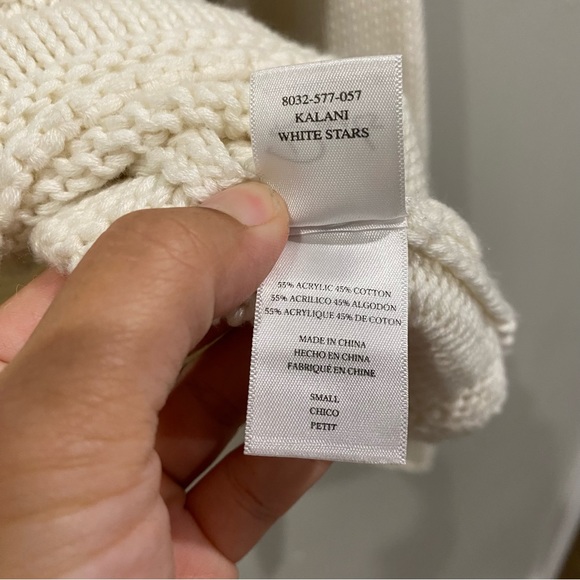 8032-577-057
KALANI
WHITE STARS
55% ACRYLIC 45% COTTON
55% ACRILICO 45% ALGODÓN
55% ACRYLIQUE 45% DE COTON
MADE IN CHINA
HECHO EN CHINA
FABRIQUÉ EN CHINE
SMALL
CHICO
PETIT